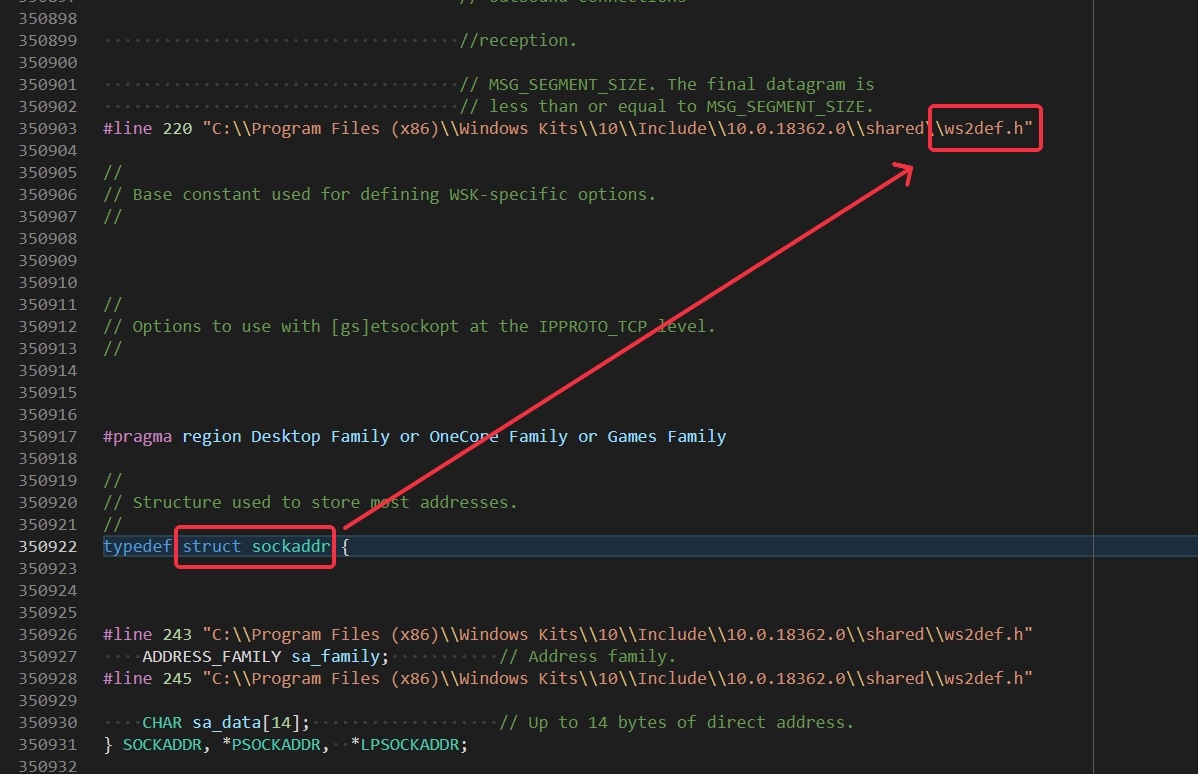 350897 // outbound connections
350898
350899 //reception.
350900
350901 // MSG_SEGMENT_SIZE. The final datagram is
350902 // less than or equal to MSG_SEGMENT_SIZE.
350903 #line 220 "C:\\Program Files (x86)\\Windows Kits\\10\\Include\\10.0.18362.0\\shared\\ws2def.h"
350904
350905 //
350906 // Base constant used for defining WSK-specific options.
350907 //
350908
350909
350910
350911 //
350912 // Options to use with [gs]etsockopt at the IPPROTO_TCP level.
350913 //
350914
350915
350916
350917 #pragma region Desktop Family or OneCore Family or Games Family
350918
350919 //
350920 // Structure used to store most addresses.
350921 //
350922 typedef struct sockaddr {
350923
350924
350925
350926 #line 243 "C:\\Program Files (x86)\\Windows Kits\\10\\Include\\10.0.18362.0\\shared\\ws2def.h"
350927 ADDRESS_FAMILY sa_family; // Address family.
350928 #line 245 "C:\\Program Files (x86)\\Windows Kits\\10\\Include\\10.0.18362.0\\shared\\ws2def.h"
350929
350930 CHAR sa_data[14]; // Up to 14 bytes of direct address.
350931 } SOCKADDR, *PSOCKADDR, *LPSOCKADDR;
350932